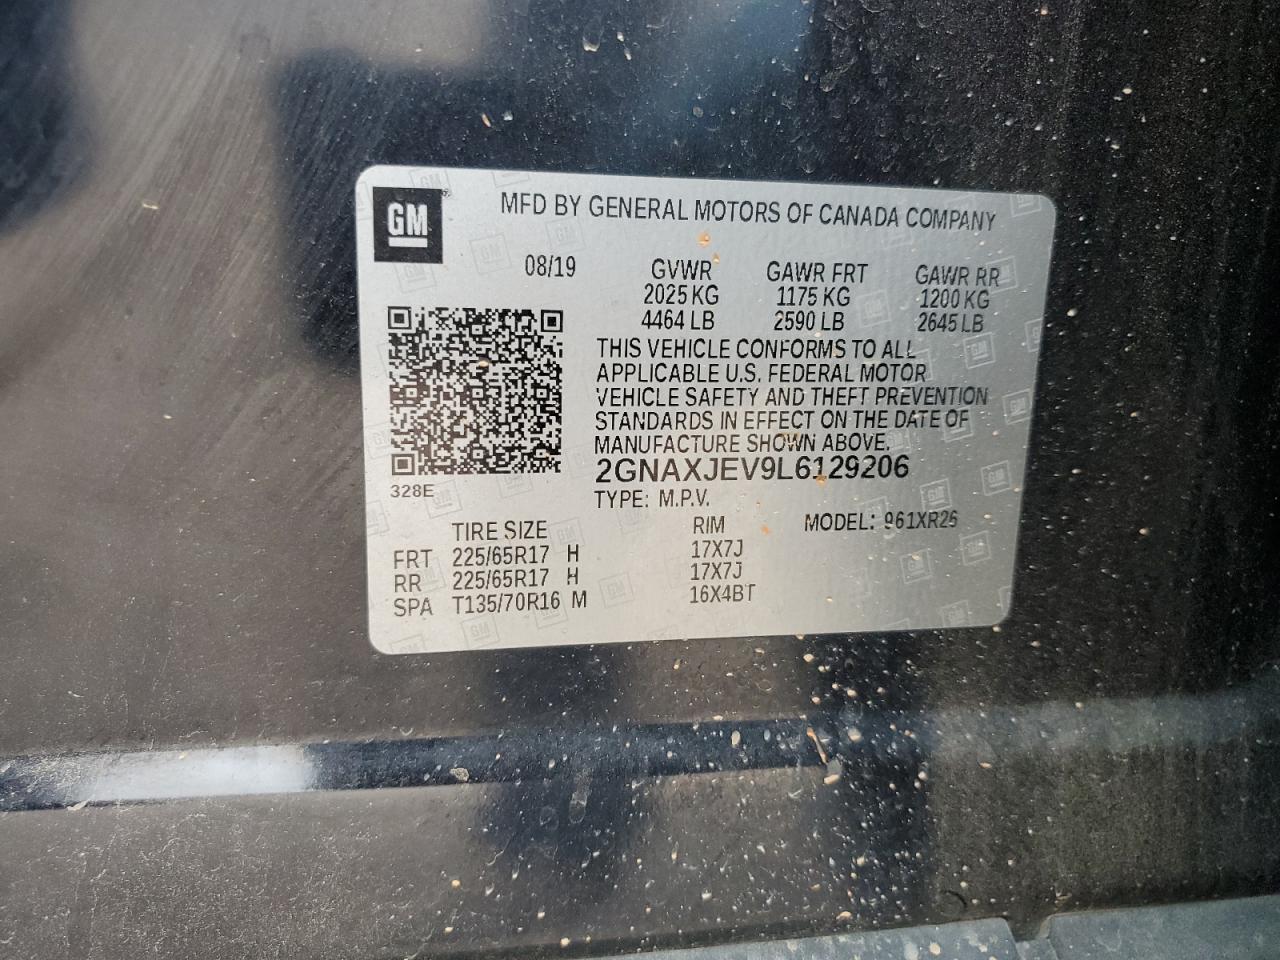 GM
MFD BY GENERAL MOTORS OF CANADA COMPANY
08/19 GVWR GAWR FRT GAWR RR
2025 KG 1175 KG 1200 KG
4464 LB 2590 LB 2645 LB
THIS VEHICLE CONFORMS TO ALL
APPLICABLE U.S. FEDERAL MOTOR
VEHICLE SAFETY AND THEFT PREVENTION
STANDARDS IN EFFECT ON THE DATE OF
MANUFACTURE SHOWN ABOVE.
2GNAXJEV9L6129206
328E
TYPE: M.P.V.
TIRE SIZE RIM MODEL: 961XR26
FRT 225/65R17 H 17X7J
RR 225/65R17 H 17X7J
SPA T135/70R16 M 16X4BT